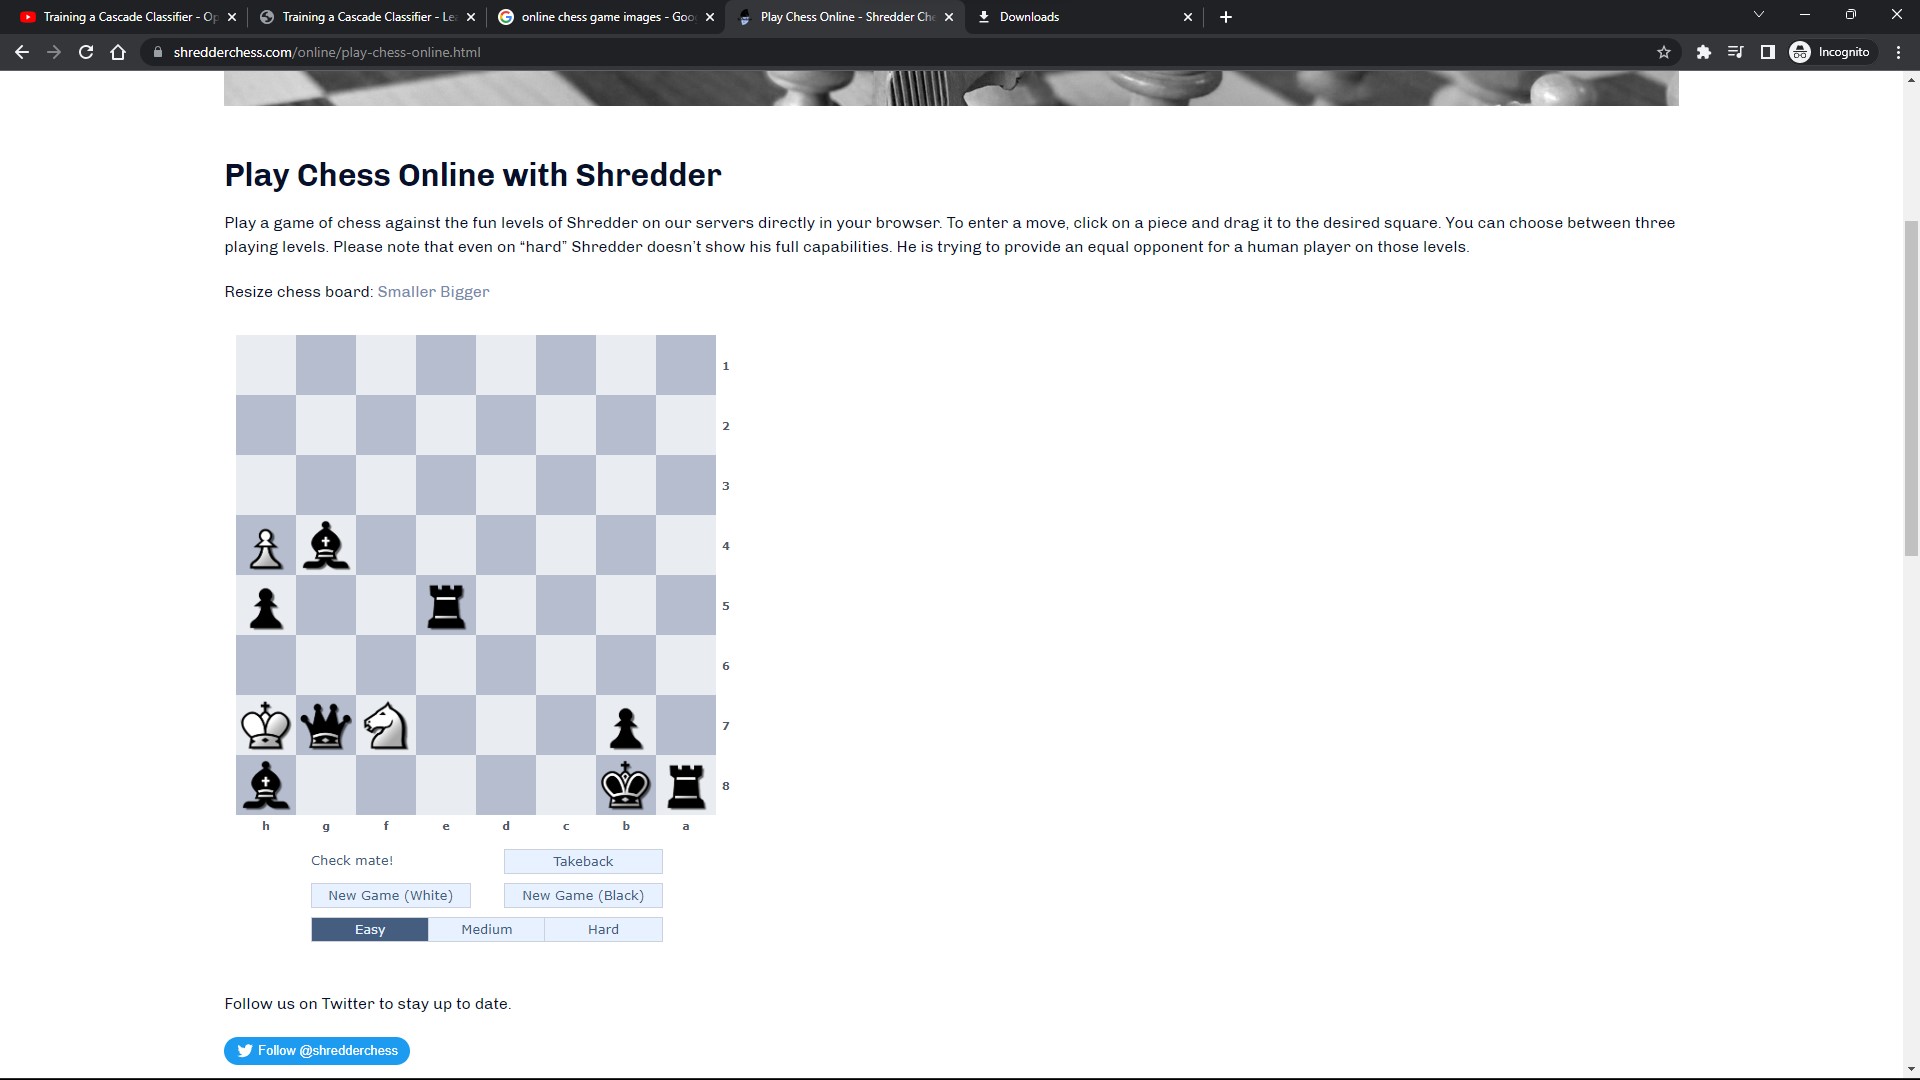 Training a Cascade Classifier - Op
Training a Cascade Classifier - Le
online chess game images - Goo
Play Chess Online - Shredder Che
Downloads
shredderchess.com/online/play-chess-online.html
Incognito
Play Chess Online with Shredder
Play a game of chess against the fun levels of Shredder on our servers directly in your browser. To enter a move, click on a piece and drag it to the desired square. You can choose between three
playing levels. Please note that even on “hard” Shredder doesn’t show his full capabilities. He is trying to provide an equal opponent for a human player on those levels.
Resize chess board: Smaller Bigger
1
2
3
4
5
6
7
8
h g f e d c b a
Check mate! Takeback
New Game (White) New Game (Black)
Easy Medium Hard
Follow us on Twitter to stay up to date.
Follow @shredderchess